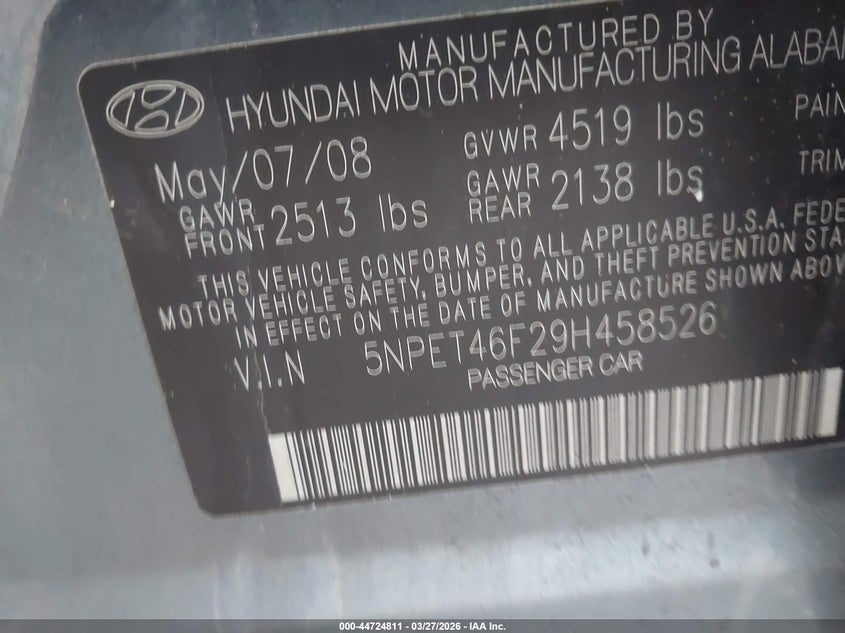 MANUFACTURED BY
HYUNDAI MOTOR MANUFACTURING ALABA
May/07/08 GVWR 4519 lbs PAIN
GAWR FRONT 2513 lbs GAWR REAR 2138 lbs TRIM
THIS VEHICLE CONFORMS TO ALL APPLICABLE U.S.A. FEDE
MOTOR VEHICLE SAFETY, BUMPER, AND THEFT PREVENTION STA
IN EFFECT ON THE DATE OF MANUFACTURE SHOWN ABOV
V.I.N 5NPET46F29H458526
PASSENGER CAR
000-44724811 — 03/27/2026 — IAA Inc.